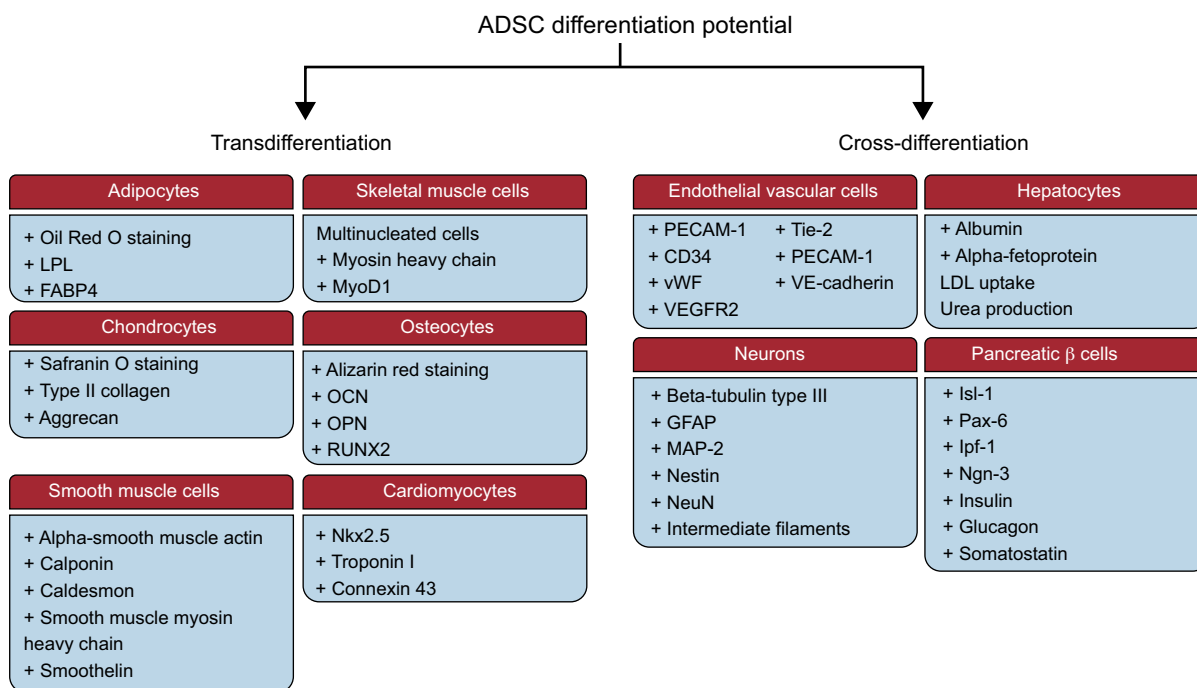 ADSC differentiation potential
Transdifferentiation
Cross-differentiation
Adipocytes
+ Oil Red O staining
+ LPL
+ FABP4
Skeletal muscle cells
Multinucleated cells
+ Myosin heavy chain
+ MyoD1
Chondrocytes
+ Safranin O staining
+ Type II collagen
+ Aggrecan
Osteocytes
+ Alizarin red staining
+ OCN
+ OPN
+ RUNX2
Smooth muscle cells
+ Alpha-smooth muscle actin
+ Calponin
+ Caldesmon
+ Smooth muscle myosin
heavy chain
+ Smoothelin
Cardiomyocytes
+ Nkx2.5
+ Troponin I
+ Connexin 43
Endothelial vascular cells
+ PECAM-1
+ CD34
+ vWF
+ VEGFR2
+ Tie-2
+ PECAM-1
+ VE-cadherin
Hepatocytes
+ Albumin
+ Alpha-fetoprotein
LDL uptake
Urea production
Neurons
+ Beta-tubulin type III
+ GFAP
+ MAP-2
+ Nestin
+ NeuN
+ Intermediate filaments
Pancreatic β cells
+ Isl-1
+ Pax-6
+ Ipf-1
+ Ngn-3
+ Insulin
+ Glucagon
+ Somatostatin